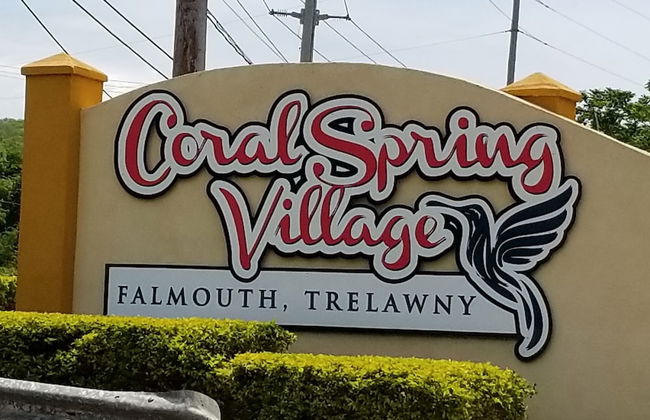 Coral Spring
Village
FALMOUTH, TRELAWNY